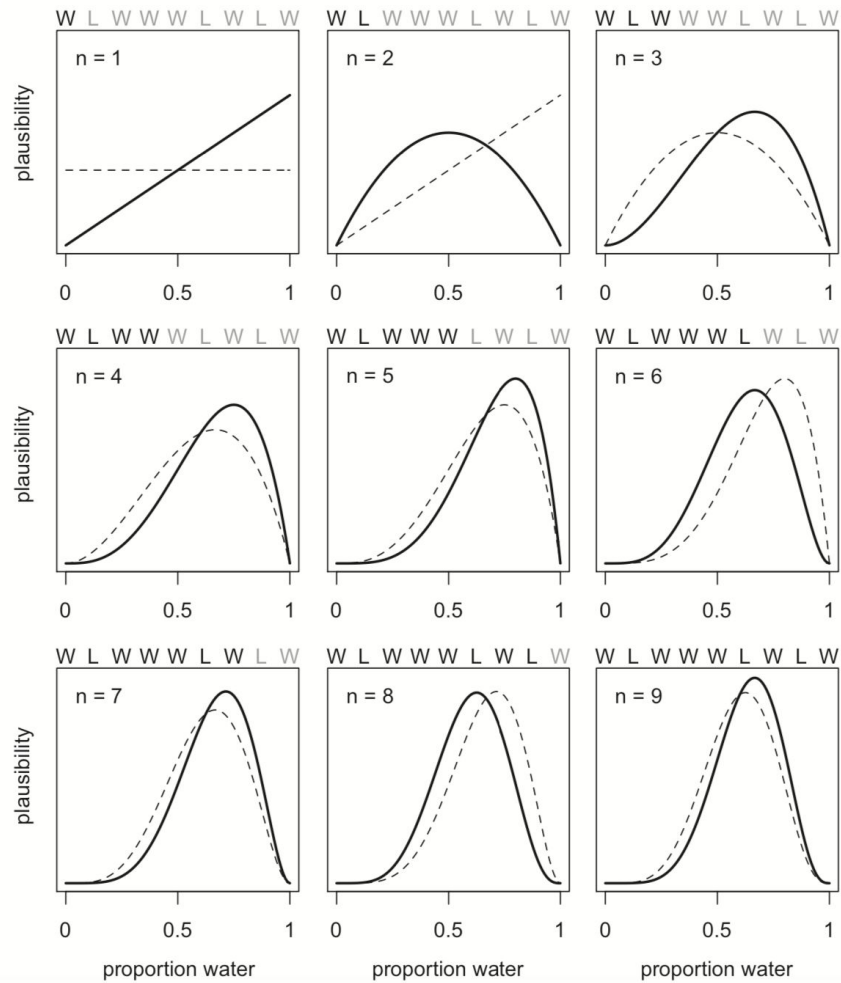 W L W W W L W L W
W L W W W L W L W
W L W W W L W L W
n = 1
n = 2
n = 3
plausibility
0 0.5 1
0 0.5 1
0 0.5 1
W L W W W L W L W
W L W W W L W L W
W L W W W L W L W
n = 4
n = 5
n = 6
plausibility
0 0.5 1
0 0.5 1
0 0.5 1
W L W W W L W L W
W L W W W L W L W
W L W W W L W L W
n = 7
n = 8
n = 9
plausibility
0 0.5 1
0 0.5 1
0 0.5 1
proportion water
proportion water
proportion water